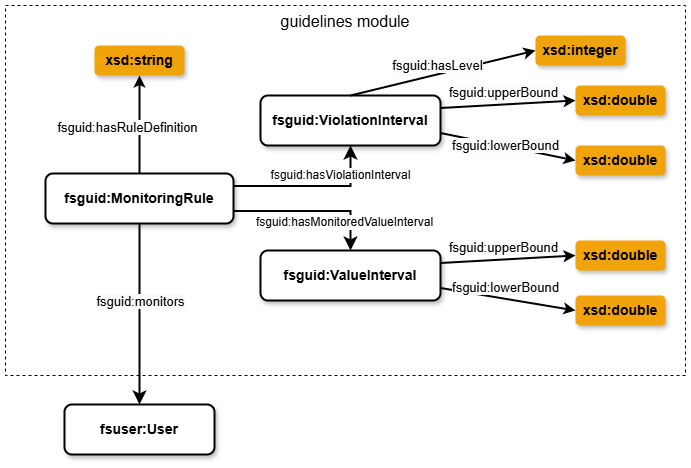 guidelines module
xsd:string
xsd:integer
fsguid:hasLevel
fsguid:upperBound
xsd:double
fsguid:ViolationInterval
fsguid:hasRuleDefinition
fsguid:lowerBound
xsd:double
fsguid:hasViolationInterval
fsguid:MonitoringRule
fsguid:hasMonitoredValueInterval
fsguid:upperBound
xsd:double
fsguid:ValueInterval
fsguid:lowerBound
fsguid:monitors
xsd:double
fsuser:User